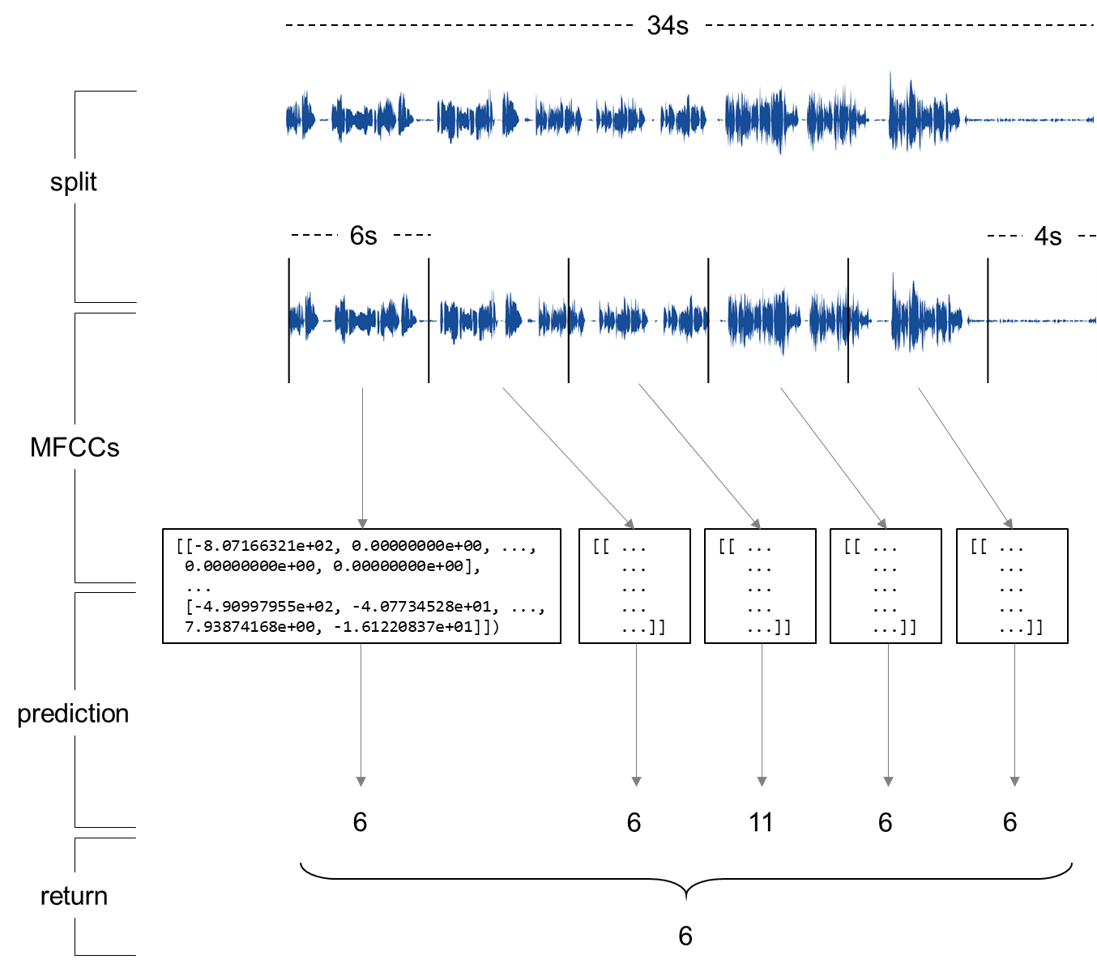 34s
split
6s
4s
MFCCs
[[-8.07166321e+02, 0.00000000e+00, ...,
0.00000000e+00, 0.00000000e+00],
...
[-4.90997955e+02, -4.07734528e+01, ...,
7.93874168e+00, -1.61220837e+01]])
[[ ...
...
...
...
...]]
[[ ...
...
...
...
...]]
[[ ...
...
...
...
...]]
[[ ...
...
...
...
...]]
prediction
6
6
11
6
6
return
6